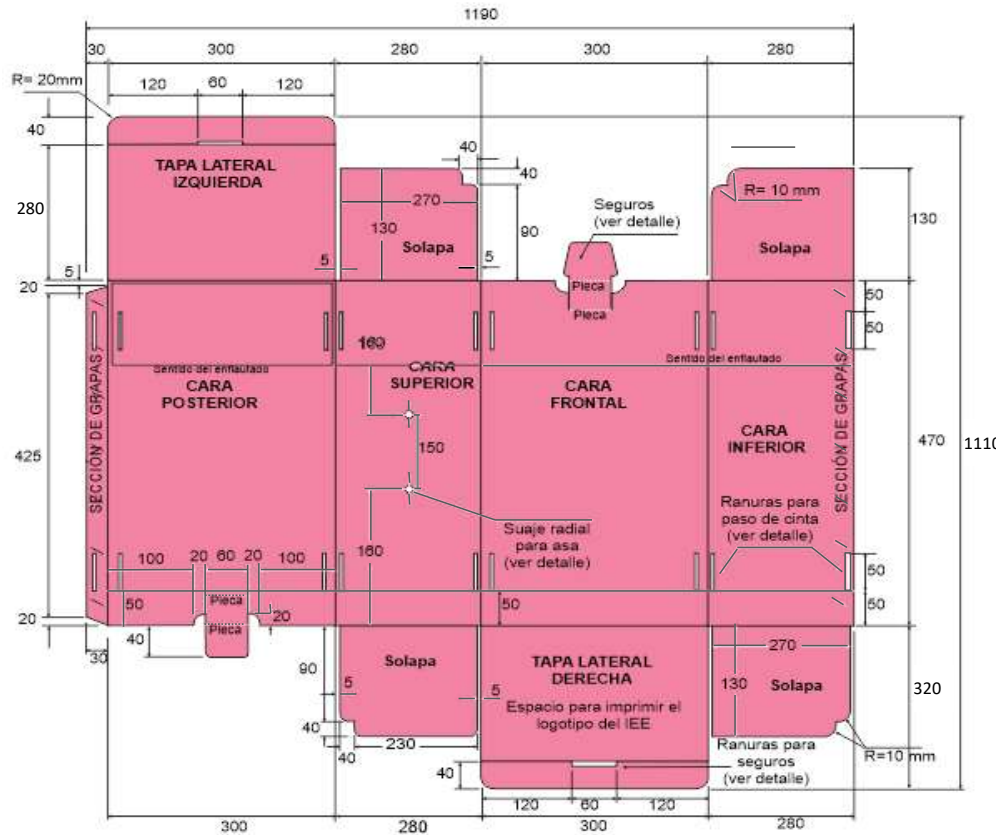 1190
30
300
280
300
280
R= 20mm
120
60
120
40
40
40
TAPA LATERAL
IZQUIERDA
R= 10 mm
270
Seguros
(ver detalle)
280
130
90
130
Solapa
Solapa
5
5
5
Pieca
20
50
Pieca
50
160
Sentido del enflautado
Sentido del enflautado
CARA
SUPERIOR
CARA
POSTERIOR
CARA
FRONTAL
SECCIÓN DE GRAPAS
SECCIÓN DE GRAPAS
CARA
INFERIOR
470
1110
150
425
Ranuras para
paso de cinta
(ver detalle)
Suaje radial
para asa
(ver detalle)
100
20
60
20
100
160
50
Pieca
50
50
50
20
20
Pieca
40
30
270
Solapa
90
TAPA LATERAL
DERECHA
5
5
130
Solapa
320
Espacio para imprimir el
logotipo del IEE
40
230
40
Ranuras para
seguros
(ver detalle)
R=10 mm
40
120
60
120
300
280
300
280